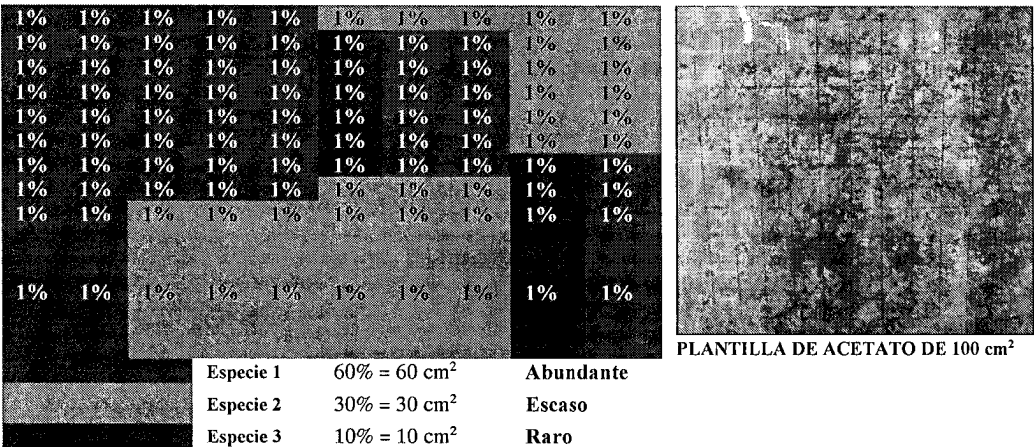 1% 1% 1% 1% 1% 1% 1% 1% 1% 1%
1% 1% 1% 1% 1% 1% 1% 1% 1% 1%
1% 1% 1% 1% 1% 1% 1% 1% 1% 1%
1% 1% 1% 1% 1% 1% 1% 1% 1% 1%
1% 1% 1% 1% 1% 1% 1% 1% 1% 1%
1% 1% 1% 1% 1% 1% 1% 1% 1% 1%
1% 1% 1% 1% 1% 1% 1% 1% 1% 1%
1% 1% 1% 1% 1% 1% 1% 1% 1% 1%
1% 1% 1% 1% 1% 1% 1% 1% 1% 1%
1% 1% 1% 1% 1% 1% 1% 1% 1% 1%
PLANTILLA DE ACETATO DE 100 cm²
Especie 1 60% = 60 cm² Abundante
Especie 2 30% = 30 cm² Escaso
Especie 3 10% = 10 cm² Raro